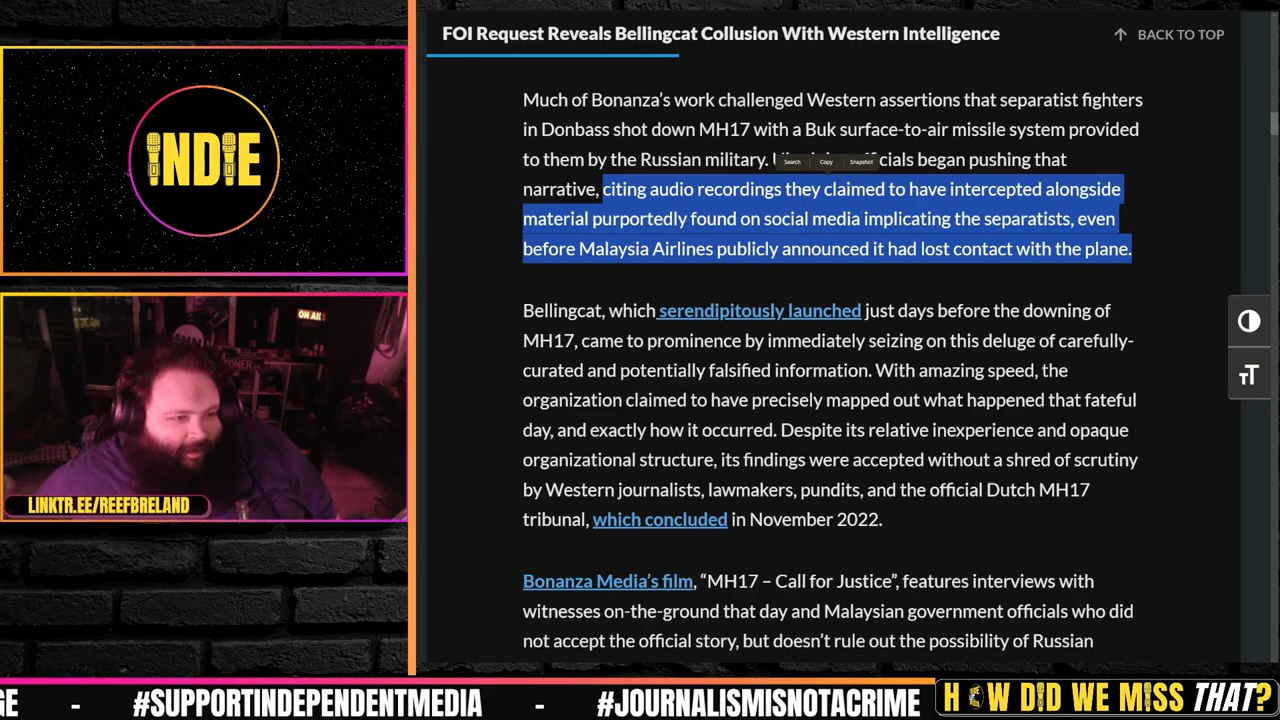 FOI Request Reveals Bellingcat Collusion With Western Intelligence
BACK TO TOP
INDIE
Much of Bonanza’s work challenged Western assertions that separatist fighters
in Donbass shot down MH17 with a Buk surface-to-air missile system provided
to them by the Russian military. cials began pushing that
Search Copy Snapshot
narrative, citing audio recordings they claimed to have intercepted alongside
material purportedly found on social media implicating the separatists, even
before Malaysia Airlines publicly announced it had lost contact with the plane.
Bellingcat, which serendipitously launched just days before the downing of
MH17, came to prominence by immediately seizing on this deluge of carefully-
curated and potentially falsified information. With amazing speed, the
organization claimed to have precisely mapped out what happened that fateful
day, and exactly how it occurred. Despite its relative inexperience and opaque
organizational structure, its findings were accepted without a shred of scrutiny
by Western journalists, lawmakers, pundits, and the official Dutch MH17
tribunal, which concluded in November 2022.
Bonanza Media’s film, “MH17 – Call for Justice”, features interviews with
witnesses on-the-ground that day and Malaysian government officials who did
not accept the official story, but doesn’t rule out the possibility of Russian
TT
ON AIR
LINKTR.EE/REEFBRELAND
GE - #SUPPORTINDEPENDENTMEDIA - #JOURNALISMISNOTACRIME
HOW DID WE MISS THAT?